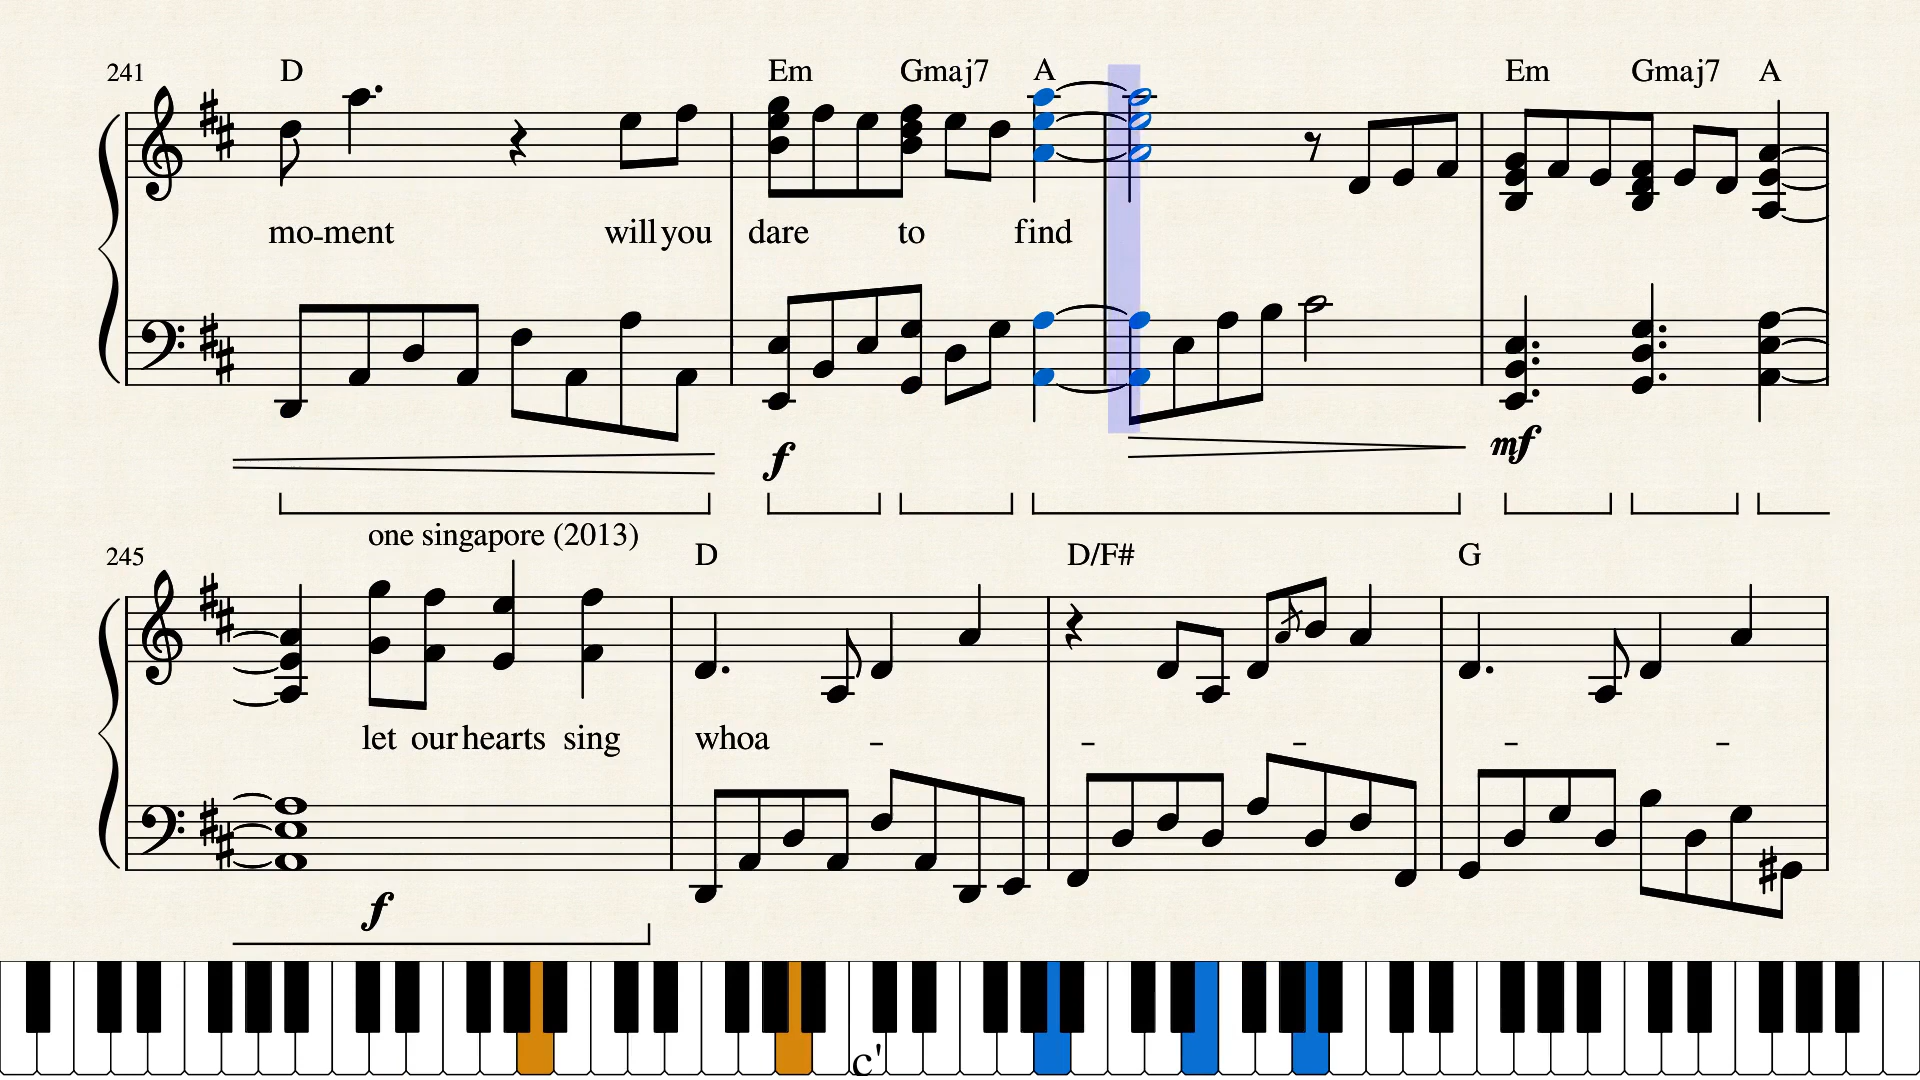 241 D Em Gmaj7 A Em Gmaj7 A
mo-ment will you dare to find
f mf
one singapore (2013)
245 D D/F# G
let our hearts sing whoa - - - - -
f
c'